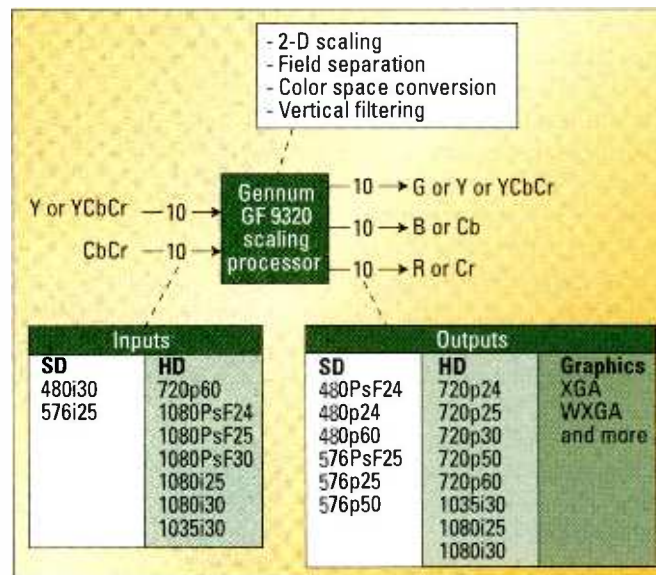 - 2-D scaling
- Field separation
- Color space conversion
- Vertical filtering
Y or YCbCr 10
CbCr 10
Gennum
GF 9320
scaling
processor
10 G or Y or YCbCr
10 B or Cb
10 R or Cr
Inputs
SD
480i30
576i25
HD
720p60
1080PsF24
1080PsF25
1080PsF30
1080i25
1080i30
1035i30
Outputs
SD
480PsF24
480p24
480p60
576PsF25
576p25
576p50
HD
720p24
720p25
720p30
720p50
720p60
1035i30
1080i25
1080i30
Graphics
XGA
WXGA
and more